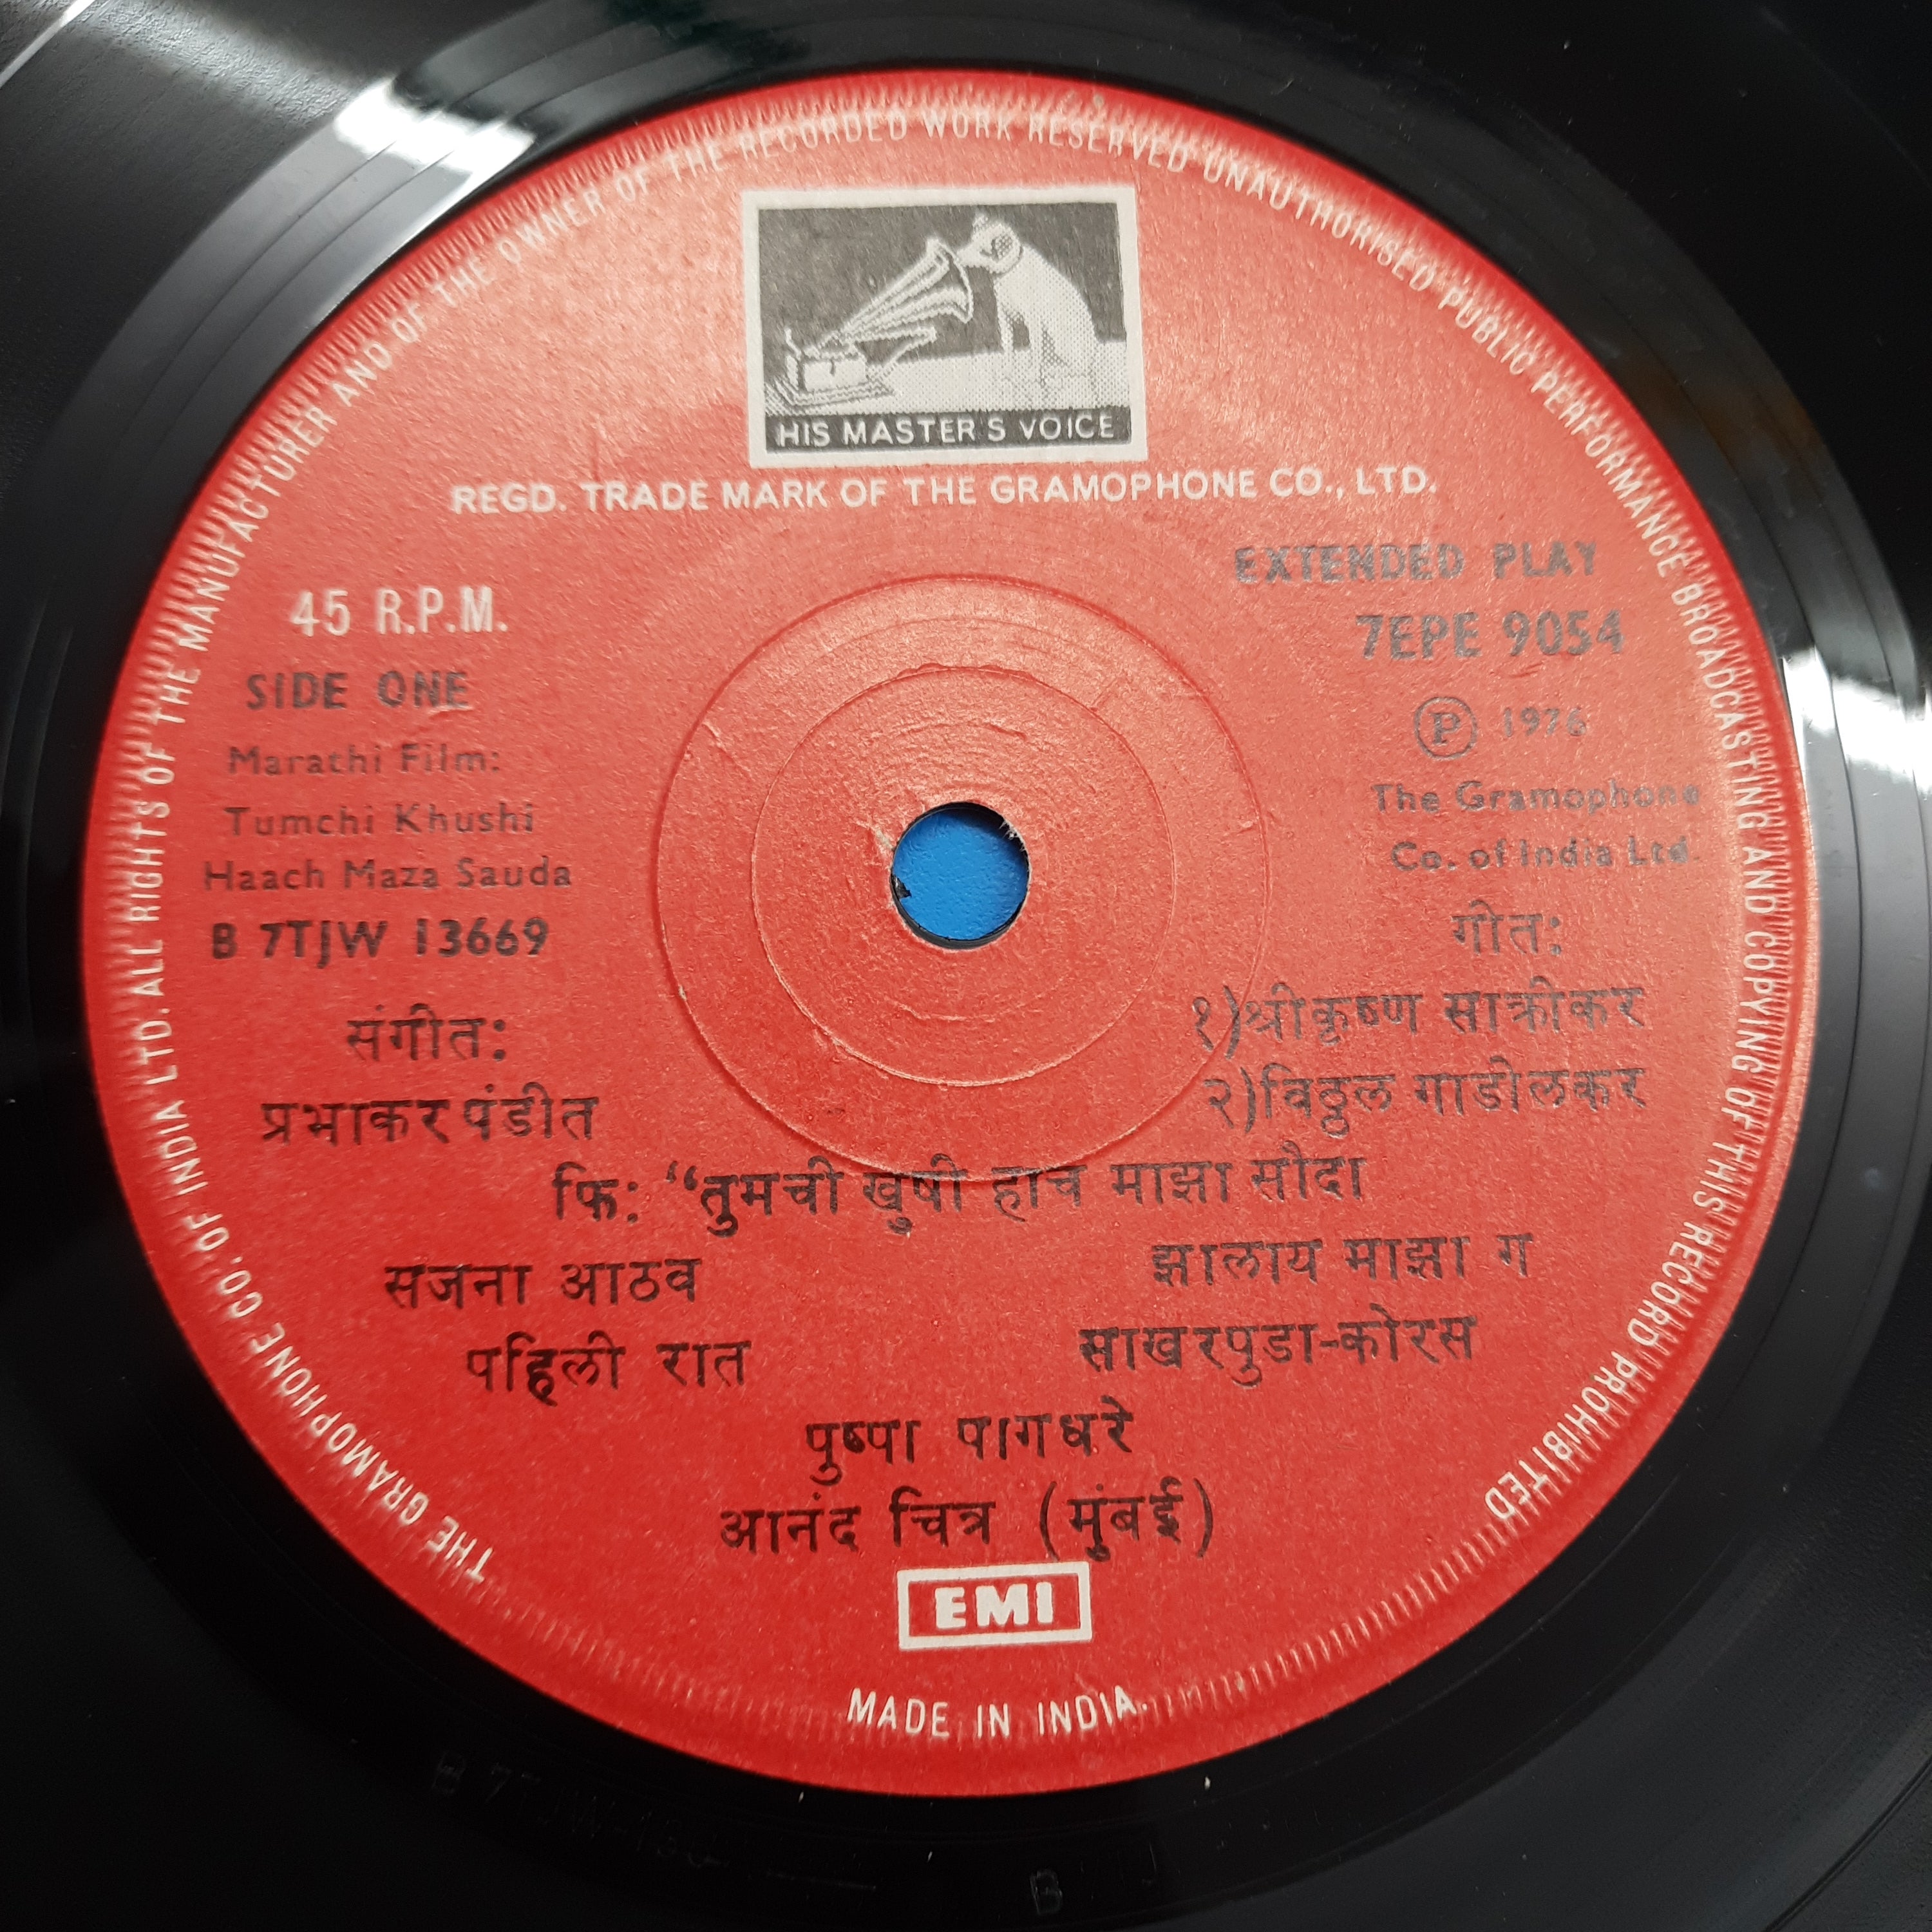 THE GRAMOPHONE CO. OF INDIA LTD. ALL RIGHTS OF THE MANUFACTURER AND OF THE OWNER OF THE RECORDED WORK RESERVED UNAUTHORISED PUBLIC PERFORMANCE BROADCASTING AND COPYING OF THIS RECORD PROHIBITED
HIS MASTER'S VOICE
REGD. TRADE MARK OF THE GRAMOPHONE CO., LTD.
45 R.P.M.
SIDE ONE
Marathi Film:
Tumchi Khushi
Haach Maza Sauda
B 7TJW 13669
EXTENDED PLAY
7EPE 9054
Ⓟ 1976
The Gramophone
Co. of India Ltd.
संगीत:
प्रभाकर पंडीत
गीत:
१)श्रीकृष्ण साक्रीकर
२)विठ्ठल गाडीलकर
फि: “तुमची खुषी हाच माझा सौदा
सजना आठव
पहिली रात
झालाय माझा ग
साखरपुडा-कोरस
पुष्पा पागधरे
आनंद चित्र (मुंबई)
EMI
MADE IN INDIA.